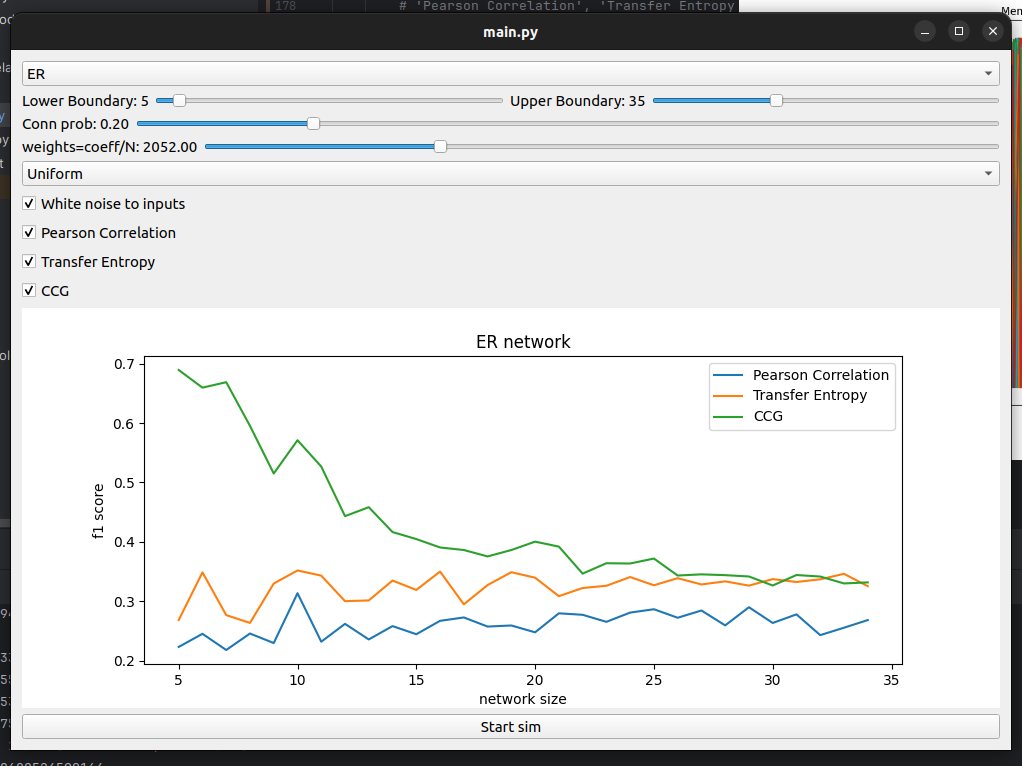 178 # 'Pearson Correlation', 'Transfer Entropy
Men
main.py
ER
Lower Boundary: 5 Upper Boundary: 35
Conn prob: 0.20
weights=coeff/N: 2052.00
Uniform
White noise to inputs
Pearson Correlation
Transfer Entropy
CCG
ER network
0.7
0.6
0.5
0.4
0.3
0.2
f1 score
Pearson Correlation
Transfer Entropy
CCG
5 10 15 20 25 30 35
network size
Start sim